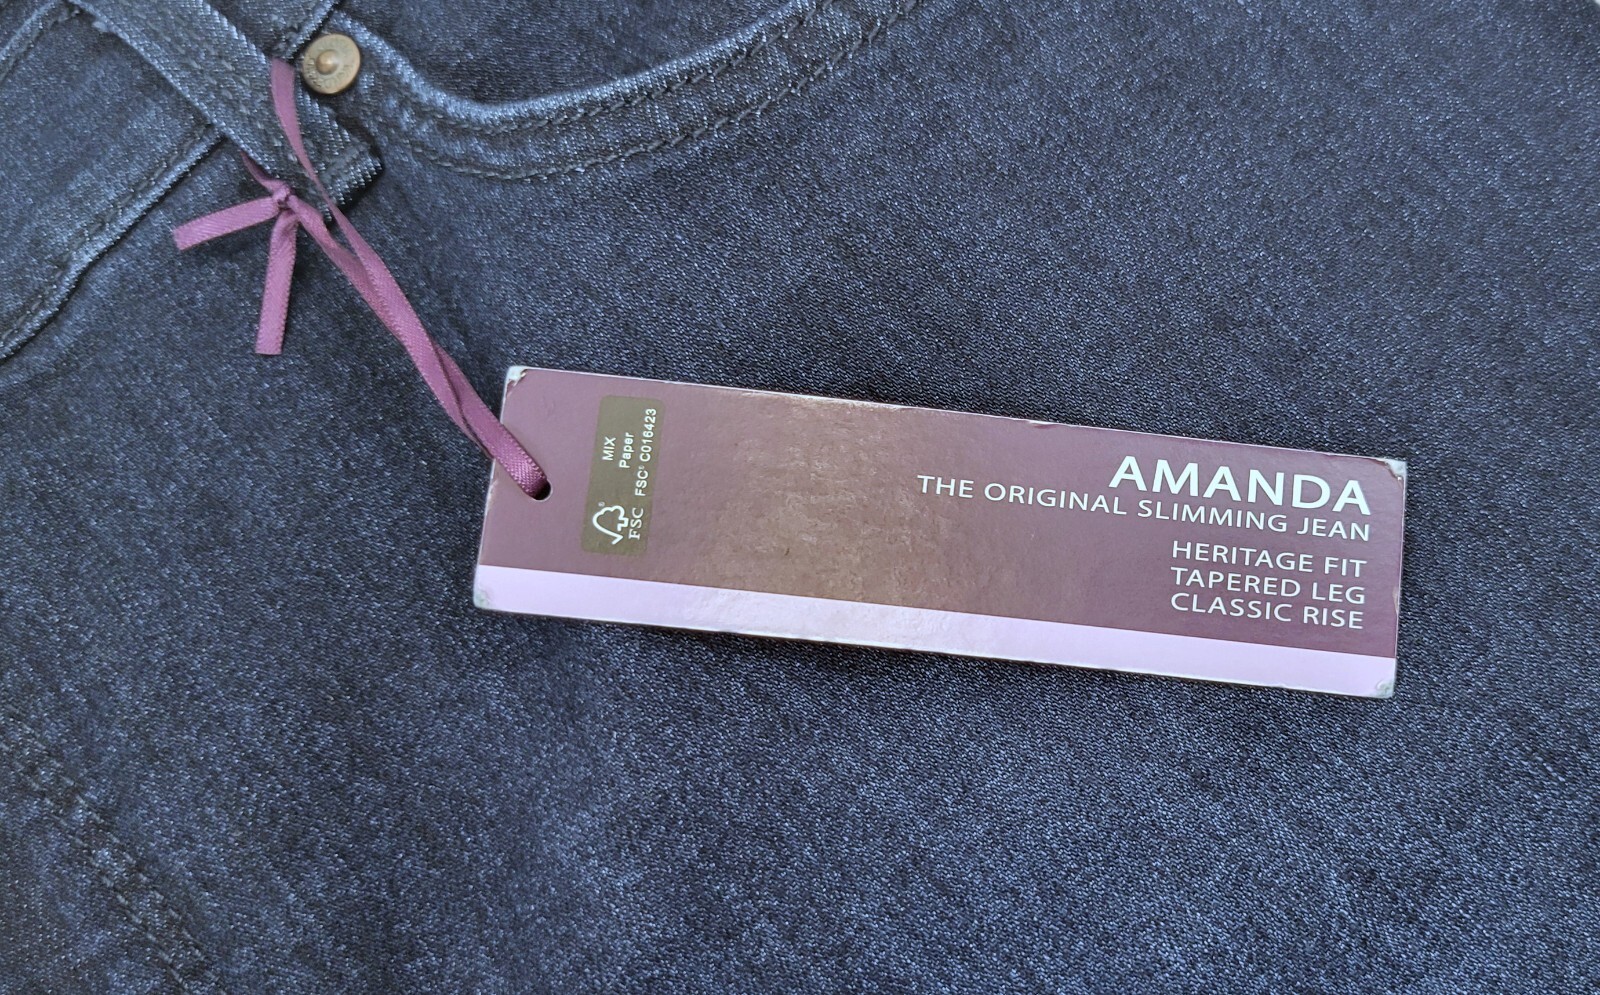 AMANDA
THE ORIGINAL SLIMMING JEAN
HERITAGE FIT
TAPERED LEG
CLASSIC RISE
MIX
Paper
FSC® C016423
FSC®